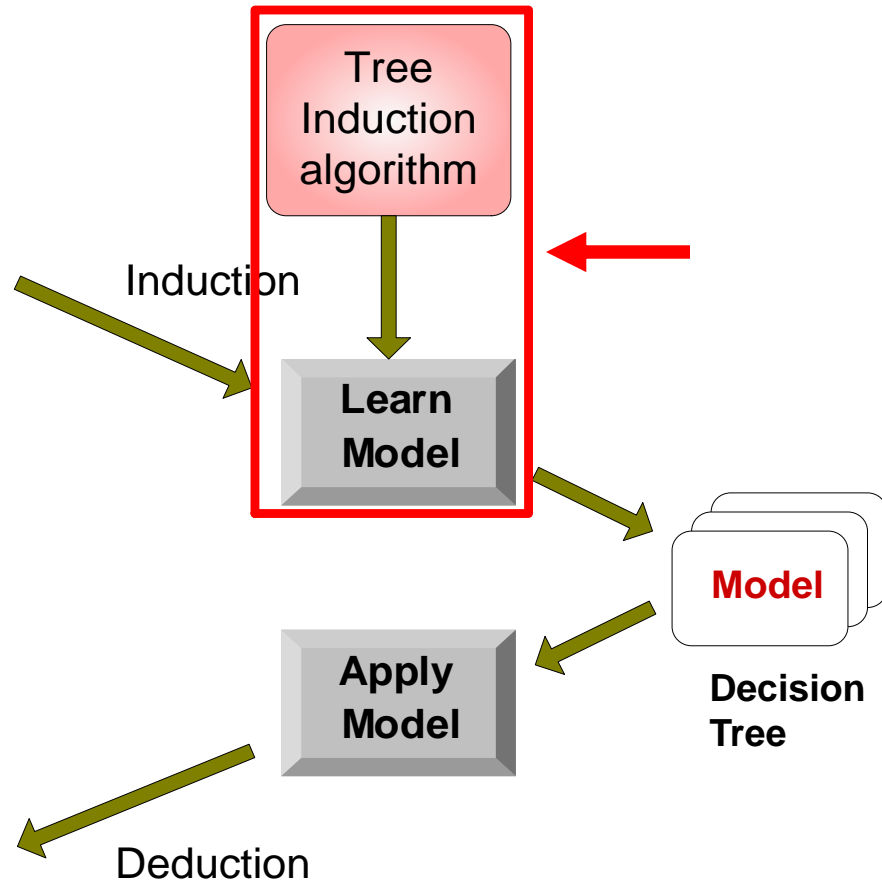 Tree
Induction
algorithm
Induction
Learn
Model
Model
Decision
Tree
Apply
Model
Deduction